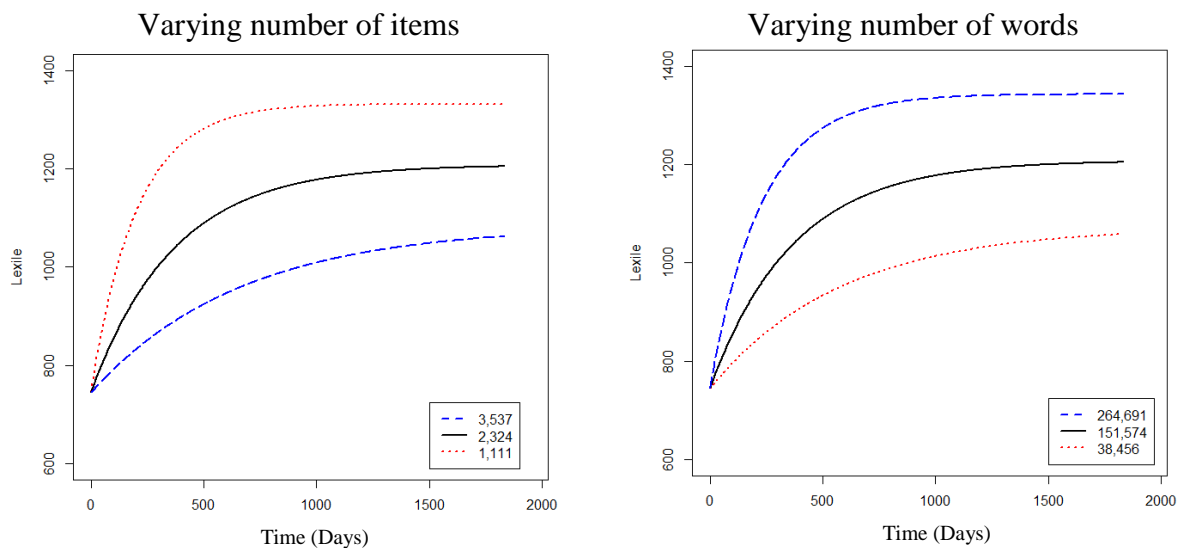 Varying number of items
1400
1200
1000
800
600
Lexile
0 500 1000 1500 2000
Time (Days)
3,537
2,324
1,111
Varying number of words
1400
1200
1000
800
600
Lexile
0 500 1000 1500 2000
Time (Days)
264,691
151,574
38,456